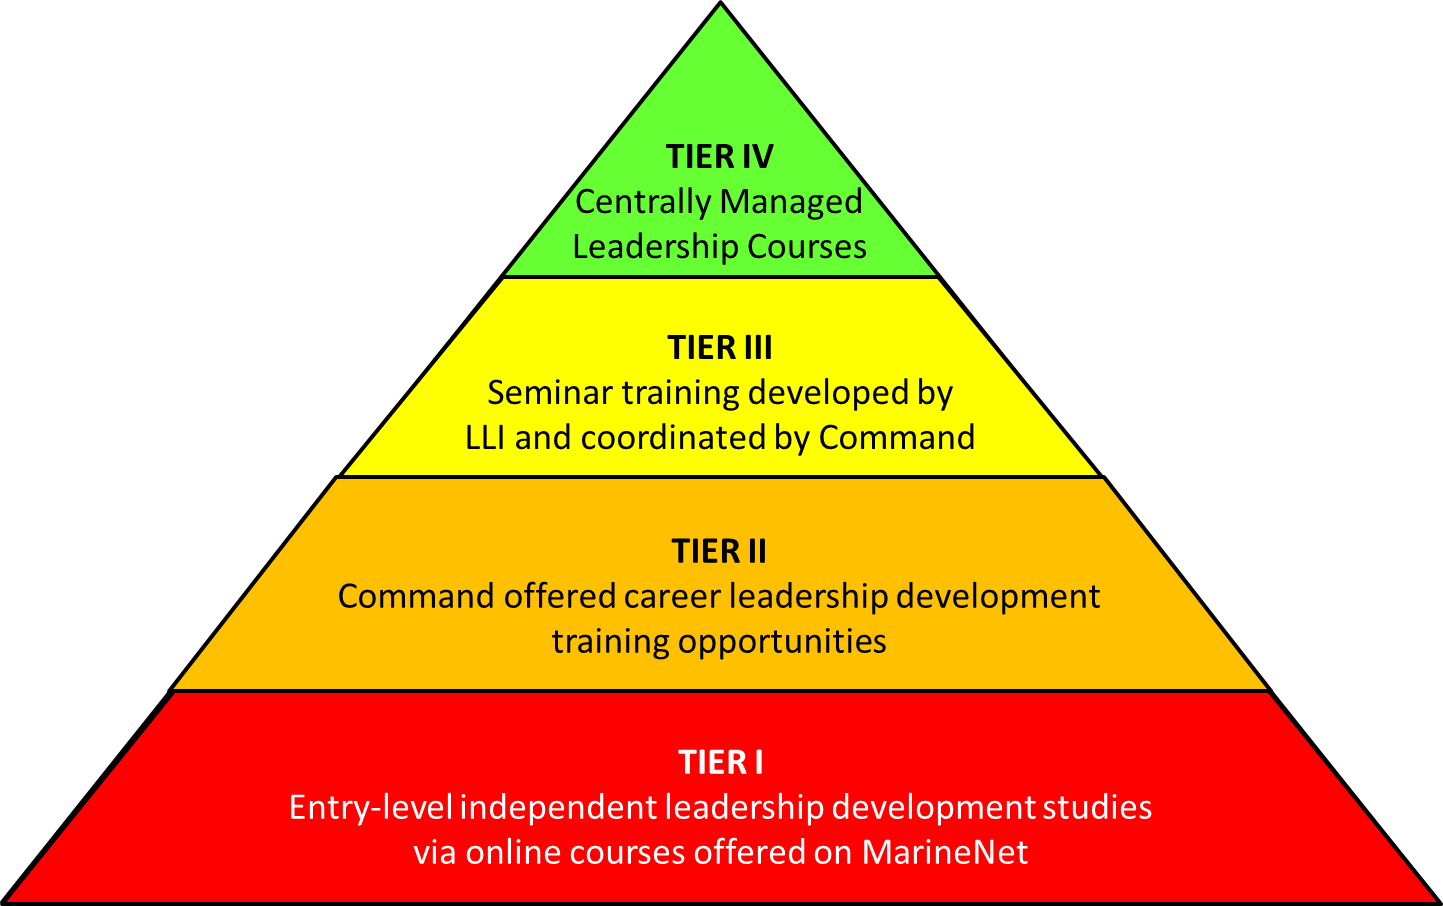 TIER IV
Centrally Managed
Leadership Courses
TIER III
Seminar training developed by
LLI and coordinated by Command
TIER II
Command offered career leadership development
training opportunities
TIER I
Entry-level independent leadership development studies
via online courses offered on MarineNet